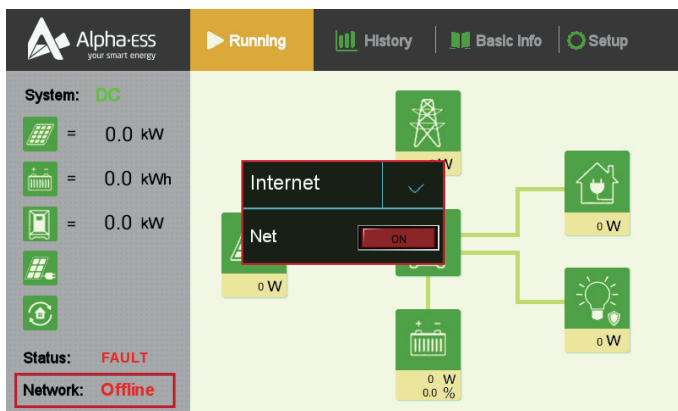 Alpha·ESS
your smart energy
Running
History
Basic Info
Setup
System: DC
= 0.0 kW
= 0.0 kWh
= 0.0 kW
Status: FAULT
Network: Offline
W
Internet
Net ON
0 W
0 W
0 W
0 W
0.0 %